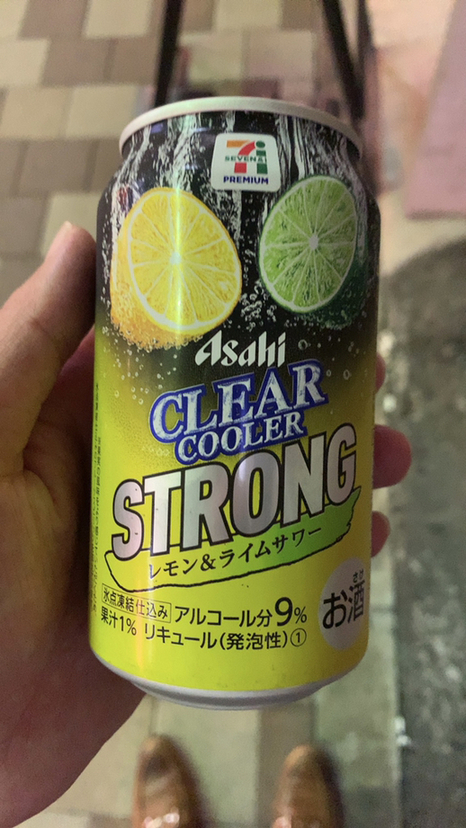 SEVEN&i
PREMIUM
Asahi
CLEAR
COOLER
STRONG
レモン&ライムサワー
氷点凍結仕込み アルコール分9%
果汁1% リキュール(発泡性)①
さけ
お酒